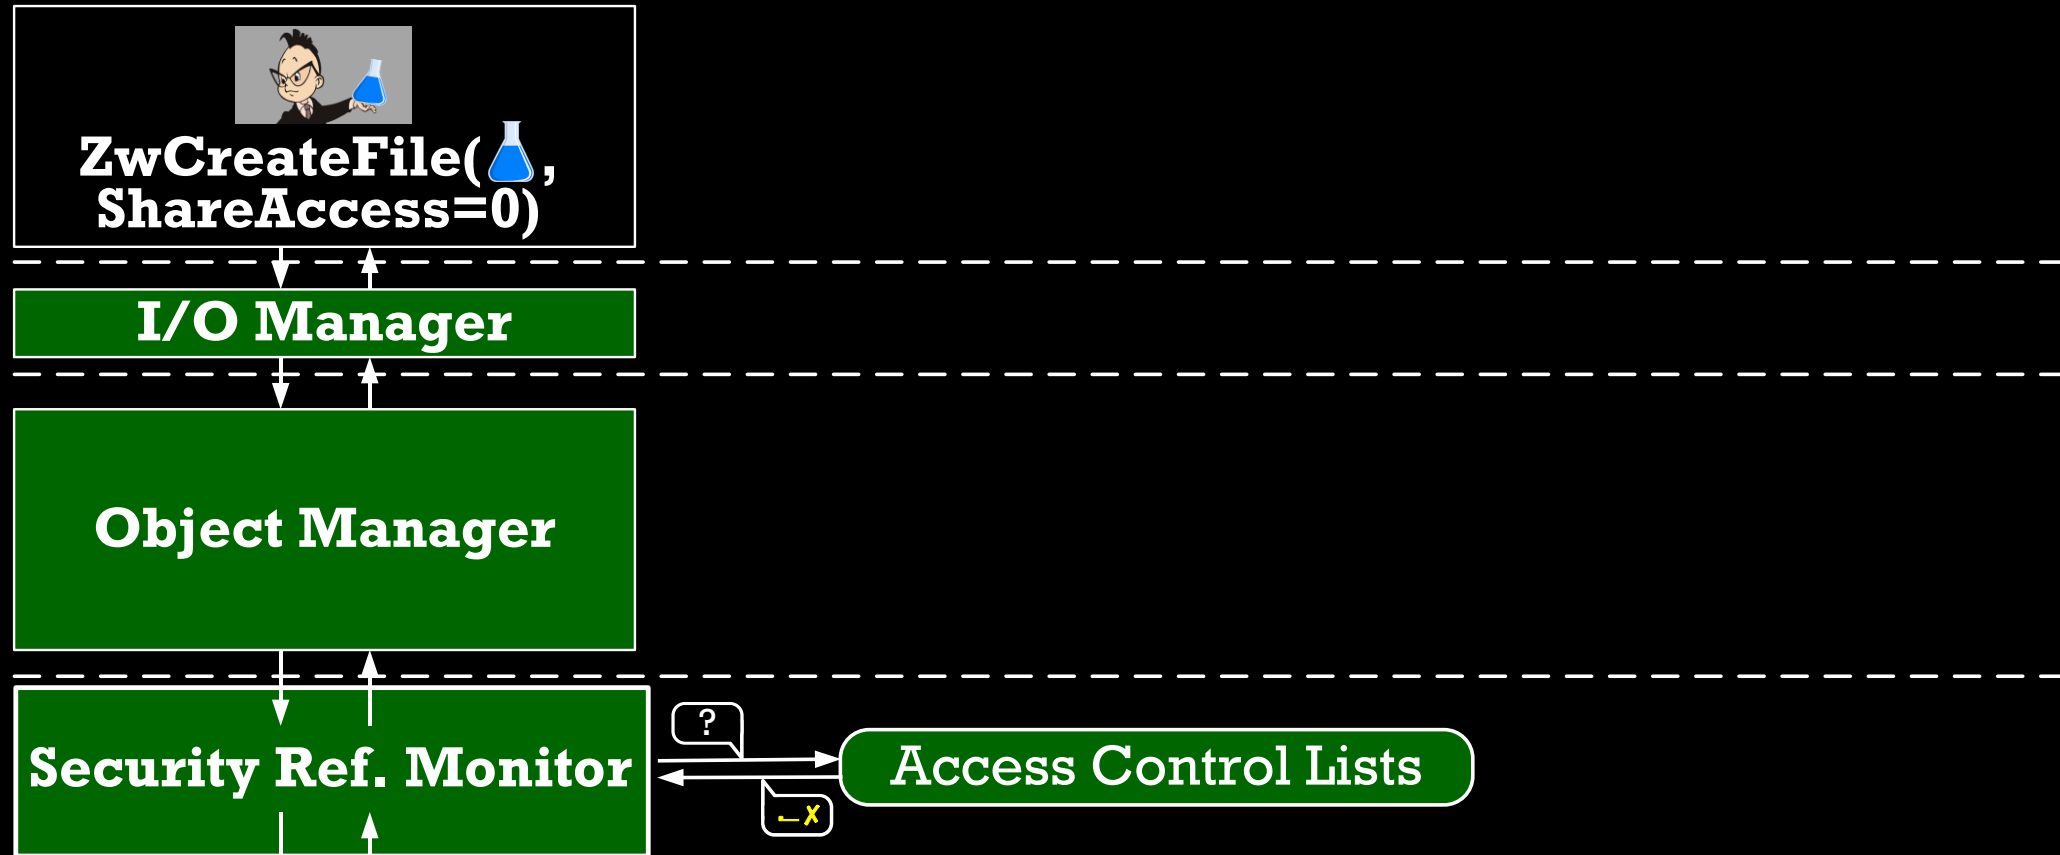 ZwCreateFile( ,
ShareAccess=0)
I/O Manager
Object Manager
?
Security Ref. Monitor
Access Control Lists
✗